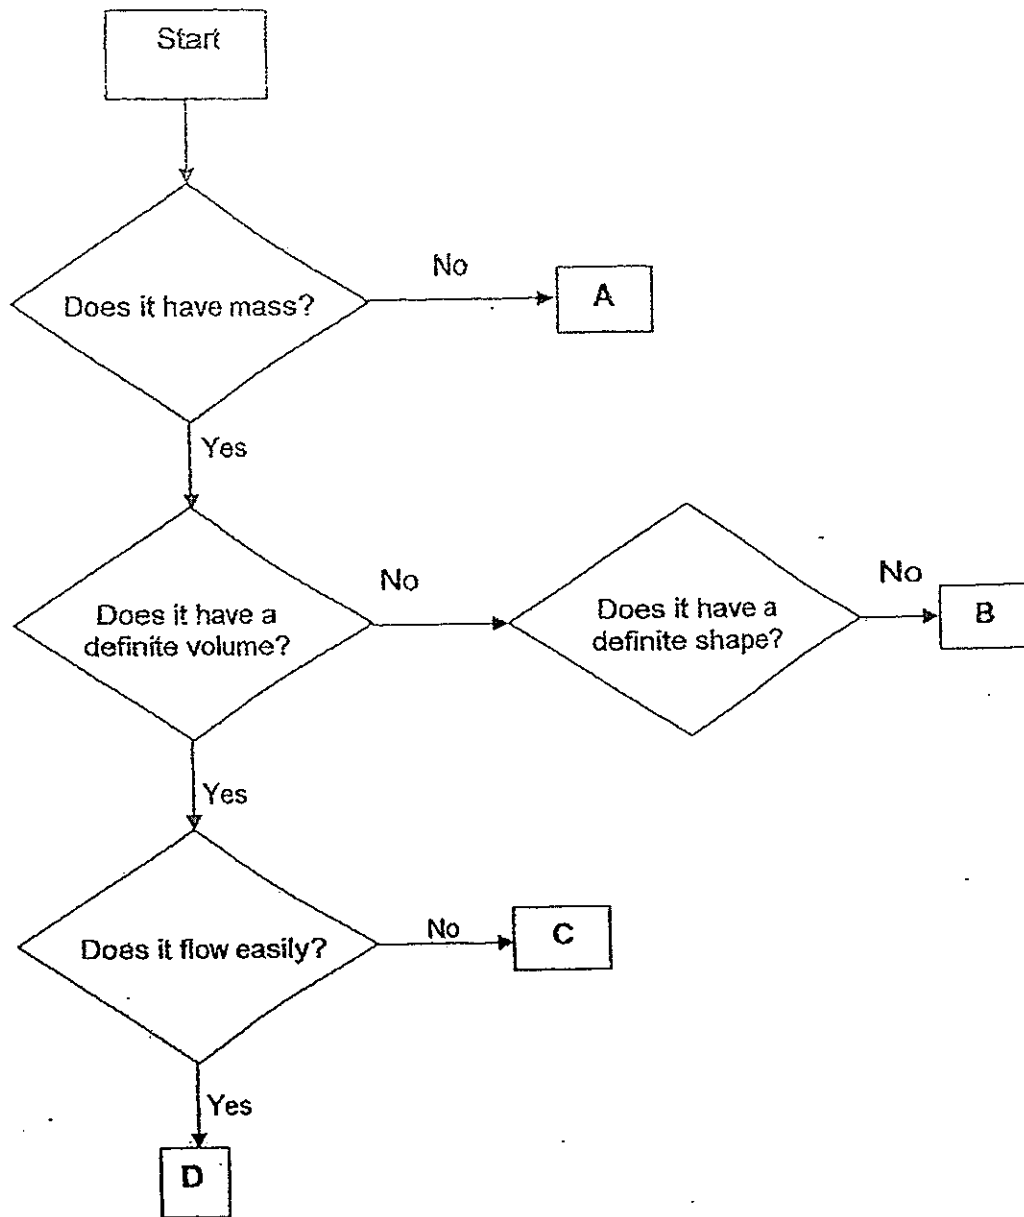 Start
Does it have mass?
No
A
Yes
Does it have a
definite volume?
No
Does it have a
definite shape?
No
B
Yes
Does it flow easily?
No
C
Yes
D